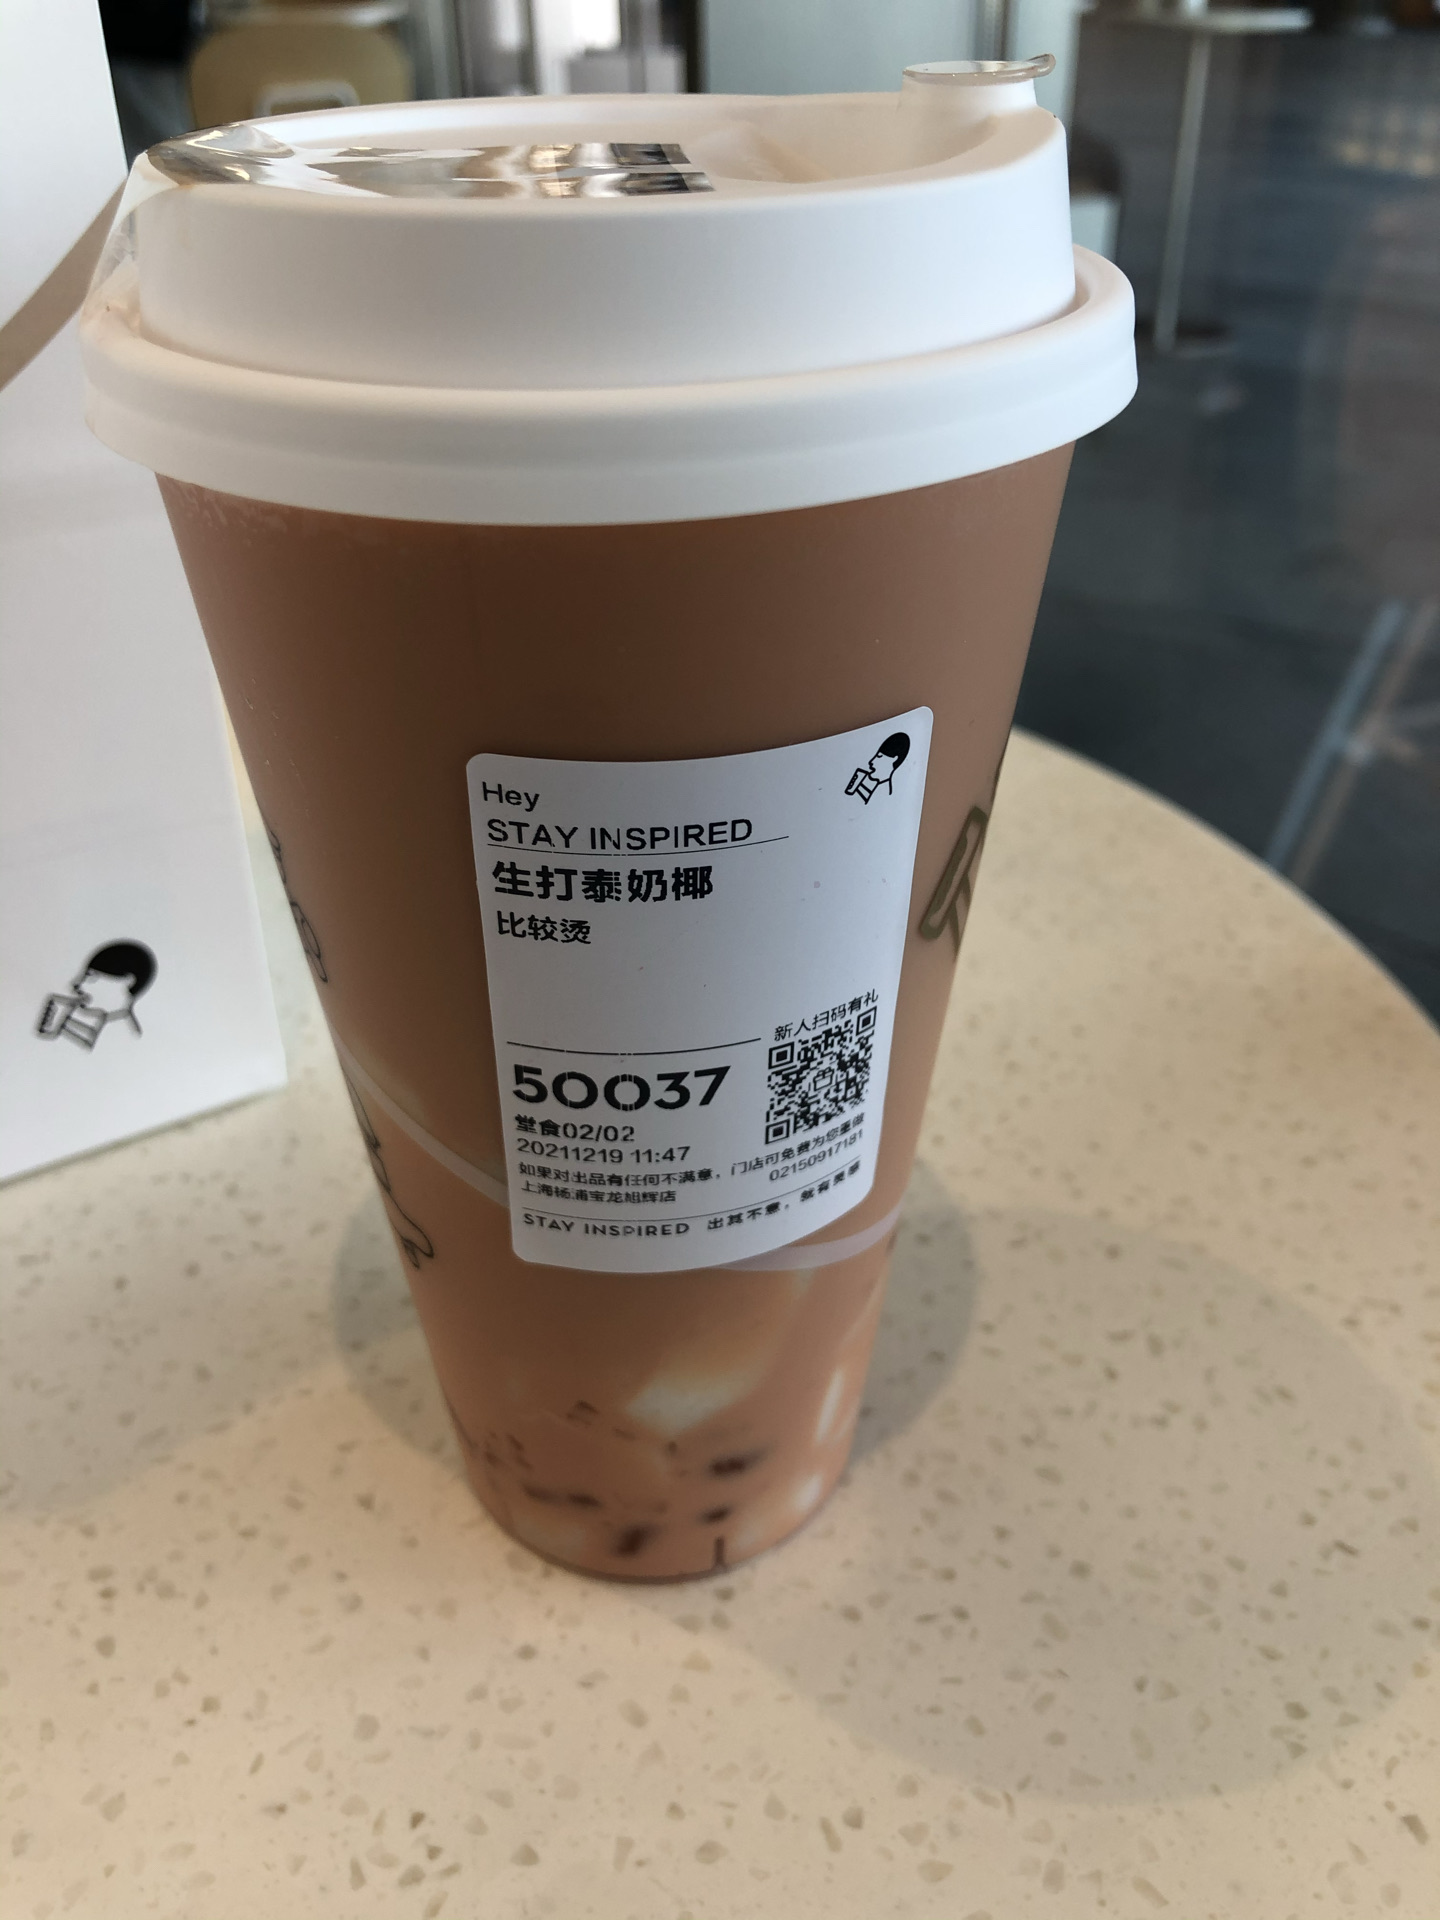 Hey
STAY INSPIRED
生打泰奶椰
比较烫
新人扫码有礼
50037
堂食02/02
20211219 11:47
如果对出品有任何不满意，门店可免费为您重做
上海杨浦宝龙旭辉店
02150917181
STAY INSPIRED 出其不意，就有灵感